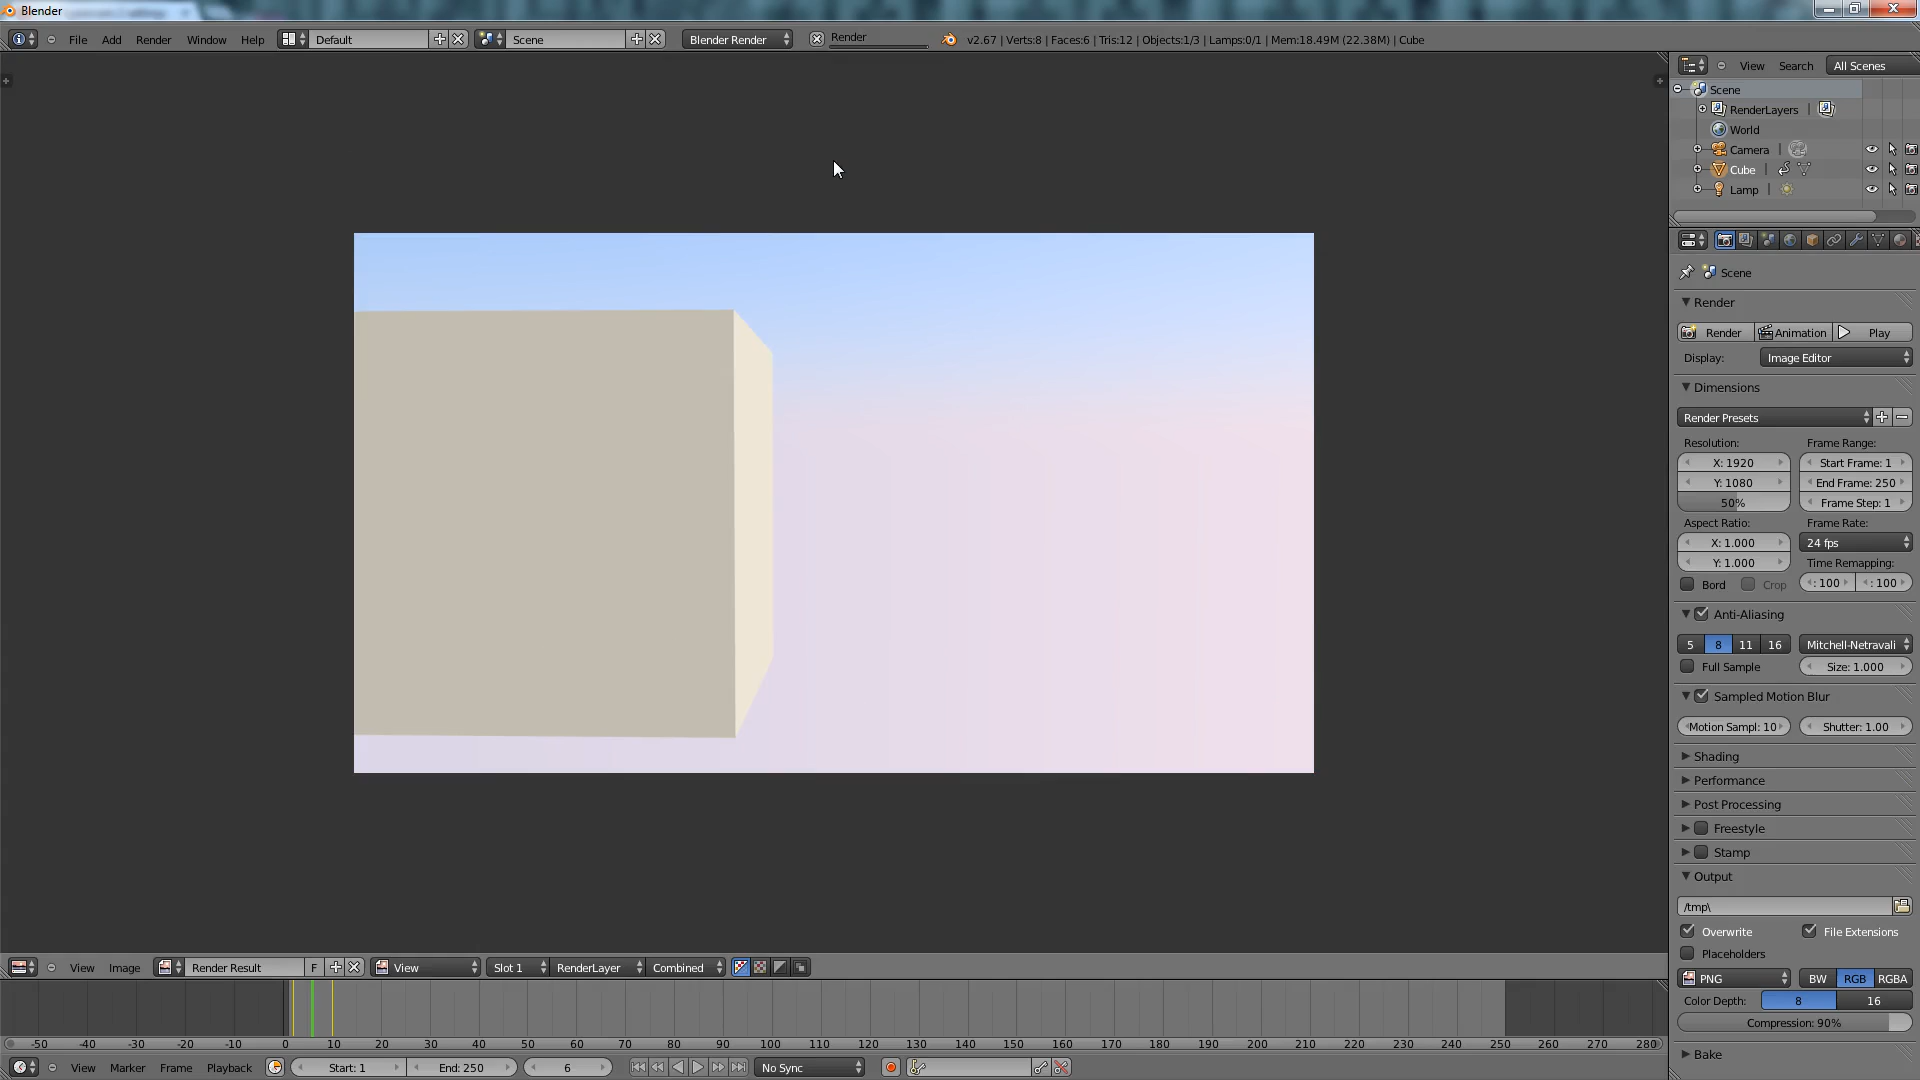 Blender
File Add Render Window Help Default Scene Blender Render Render v2.67 | Verts:8 | Faces:6 | Tris:12 | Objects:1/3 | Lamps:0/1 | Mem:18.49M (22.38M) | Cube
View Search All Scenes
Scene
RenderLayers |
World
Camera |
Cube |
Lamp |
Scene
Render
Render Animation Play
Display: Image Editor
Dimensions
Render Presets
Resolution: Frame Range:
X: 1920 Start Frame: 1
Y: 1080 End Frame: 250
50% Frame Step: 1
Aspect Ratio: Frame Rate:
X: 1.000 24 fps
Y: 1.000 Time Remapping:
Bord Crop : 100 : 100
Anti-Aliasing
5 8 11 16 Mitchell-Netravali
Full Sample Size: 1.000
Sampled Motion Blur
Motion Sampl: 10 Shutter: 1.00
Shading
Performance
Post Processing
Freestyle
Stamp
Output
/tmp\
Overwrite File Extensions
Placeholders
PNG BW RGB RGBA
Color Depth: 8 16
Compression: 90%
Bake
View Image Render Result F View Slot 1 RenderLayer Combined
-50 -40 -30 -20 -10 0 10 20 30 40 50 60 70 80 90 100 110 120 130 140 150 160 170 180 190 200 210 220 230 240 250 260 270 280
View Marker Frame Playback Start: 1 End: 250 6 No Sync